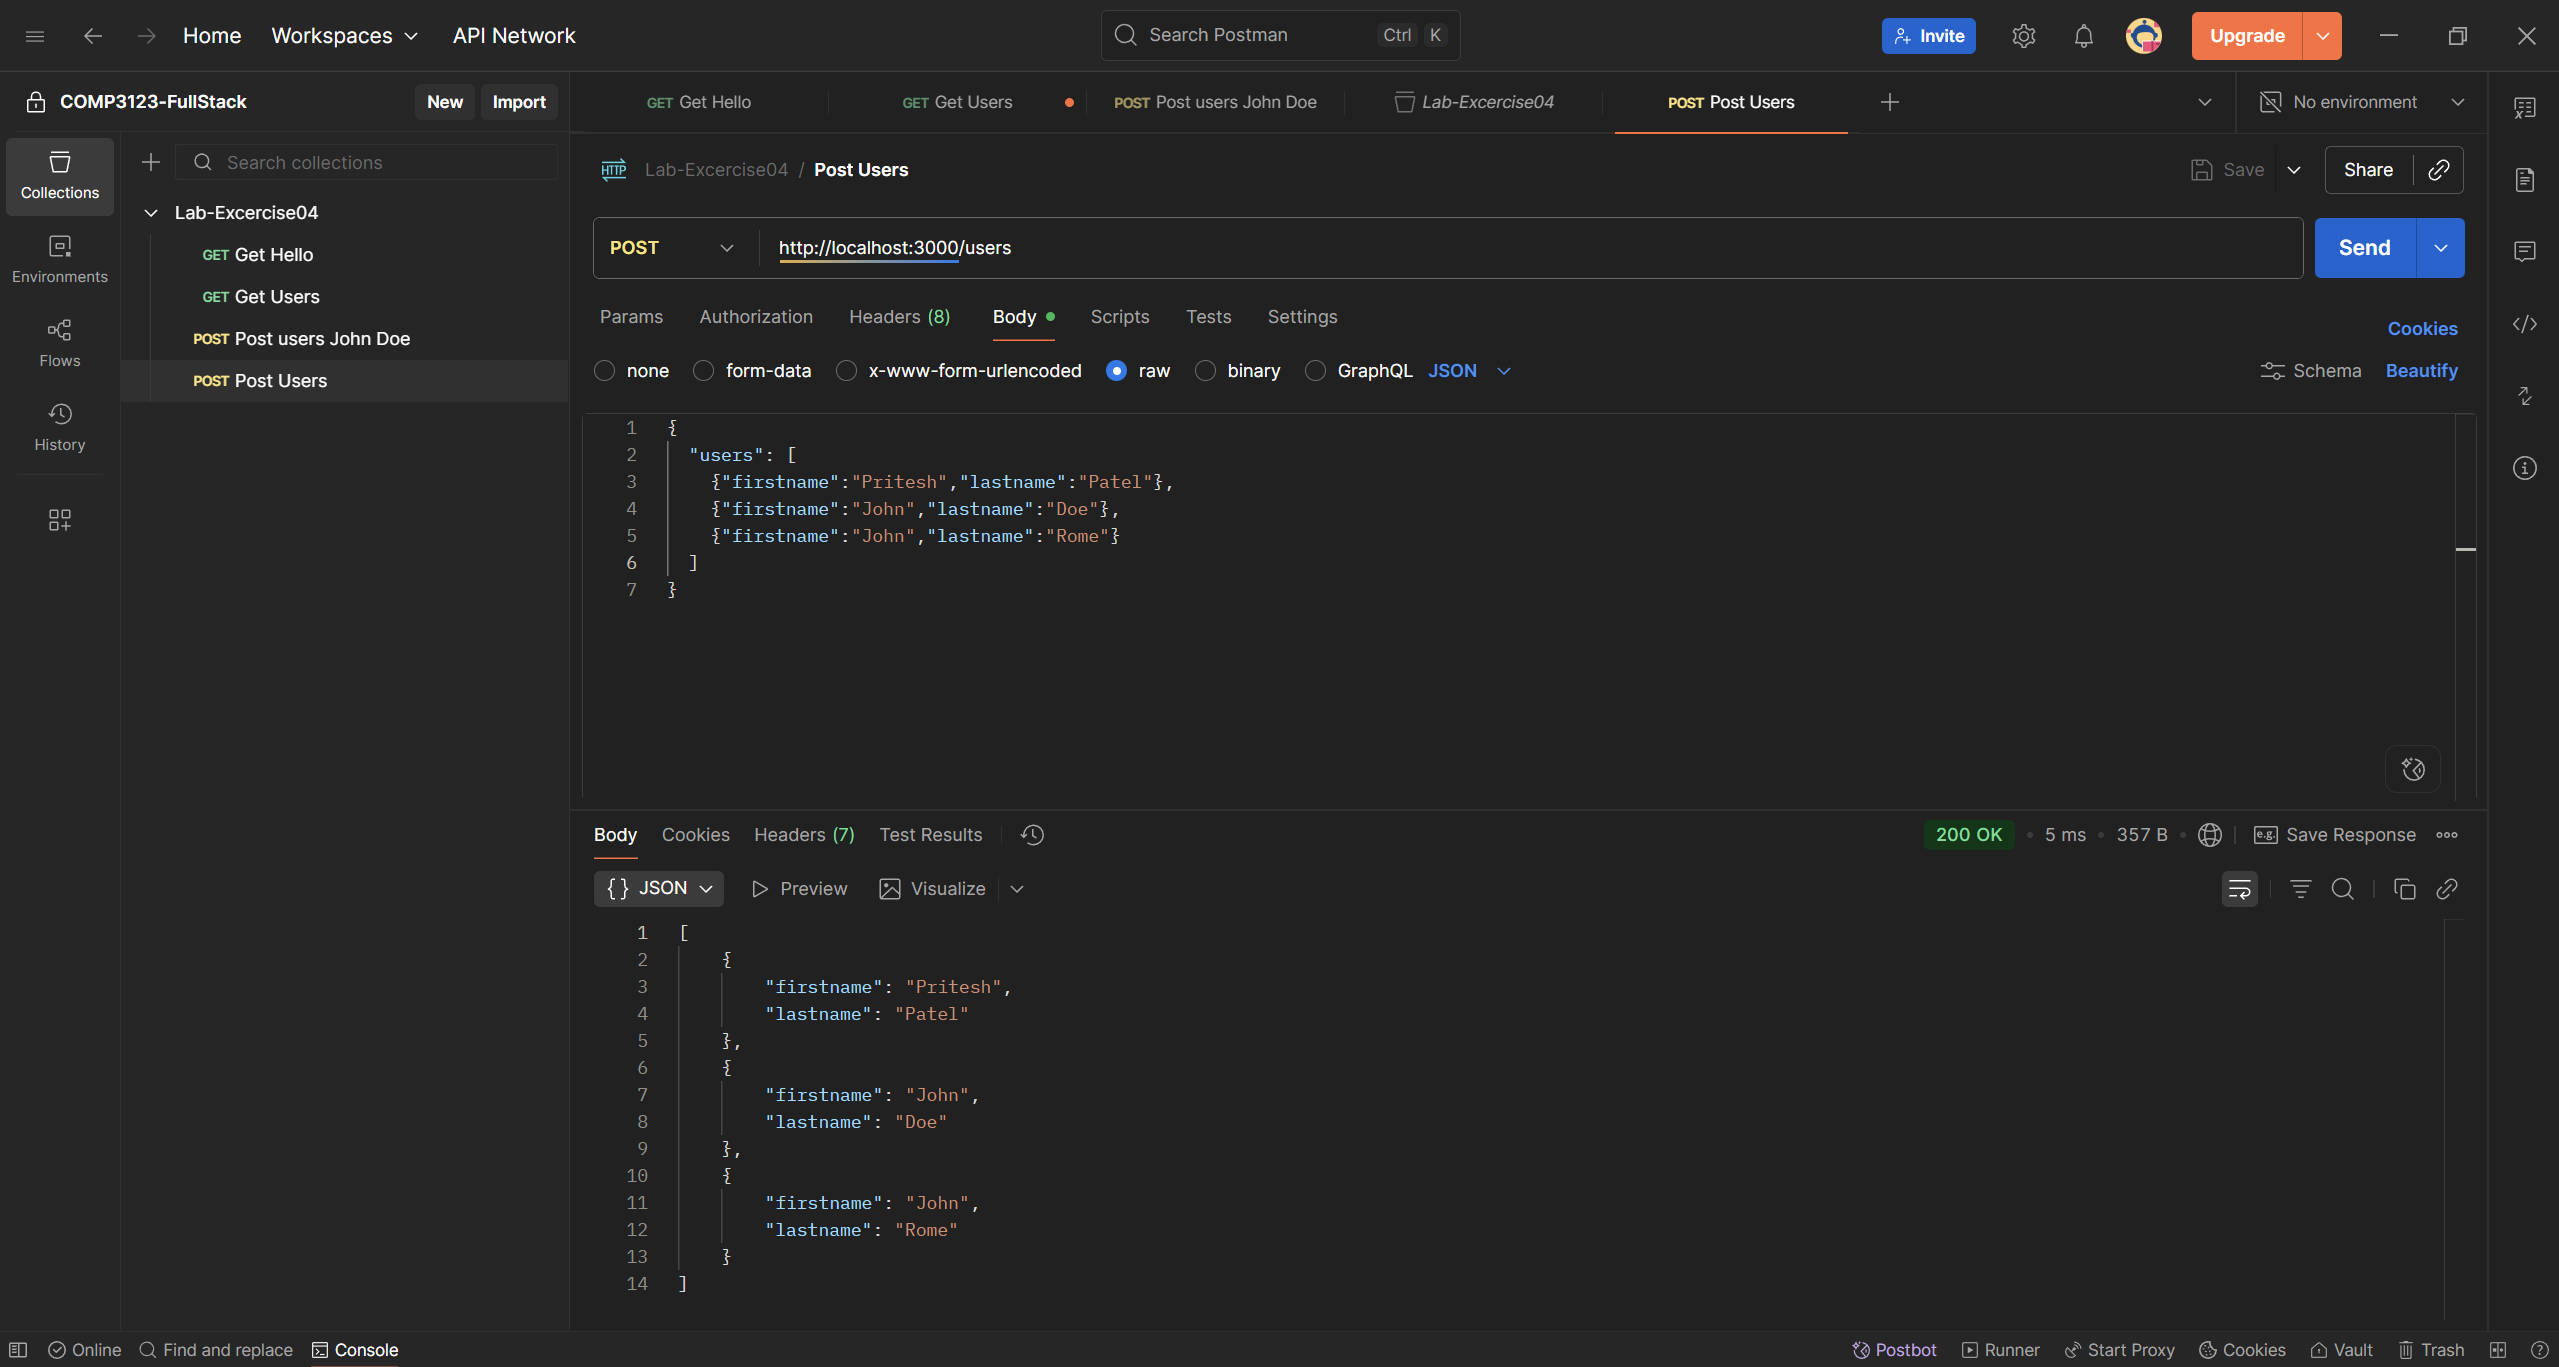 Home Workspaces API Network Search Postman Ctrl K Invite Upgrade
COMP3123-FullStack New Import GET Get Hello GET Get Users POST Post users John Doe Lab-Excercise04 POST Post Users No environment
Collections
Environments
Flows
History
Search collections
Lab-Excercise04
GET Get Hello
GET Get Users
POST Post users John Doe
POST Post Users
HTTP Lab-Excercise04 / Post Users Save Share
POST http://localhost:3000/users Send
Params Authorization Headers (8) Body Scripts Tests Settings Cookies
none form-data x-www-form-urlencoded raw binary GraphQL JSON Schema Beautify
1 {
2 "users": [
3 {"firstname":"Pritesh","lastname":"Patel"},
4 {"firstname":"John","lastname":"Doe"},
5 {"firstname":"John","lastname":"Rome"}
6 ]
7 }
Body Cookies Headers (7) Test Results 200 OK • 5 ms • 357 B • e.g. Save Response
{} JSON Preview Visualize
1 [
2 {
3 "firstname": "Pritesh",
4 "lastname": "Patel"
5 },
6 {
7 "firstname": "John",
8 "lastname": "Doe"
9 },
10 {
11 "firstname": "John",
12 "lastname": "Rome"
13 }
14 ]
Online Find and replace Console Postbot Runner Start Proxy Cookies Vault Trash